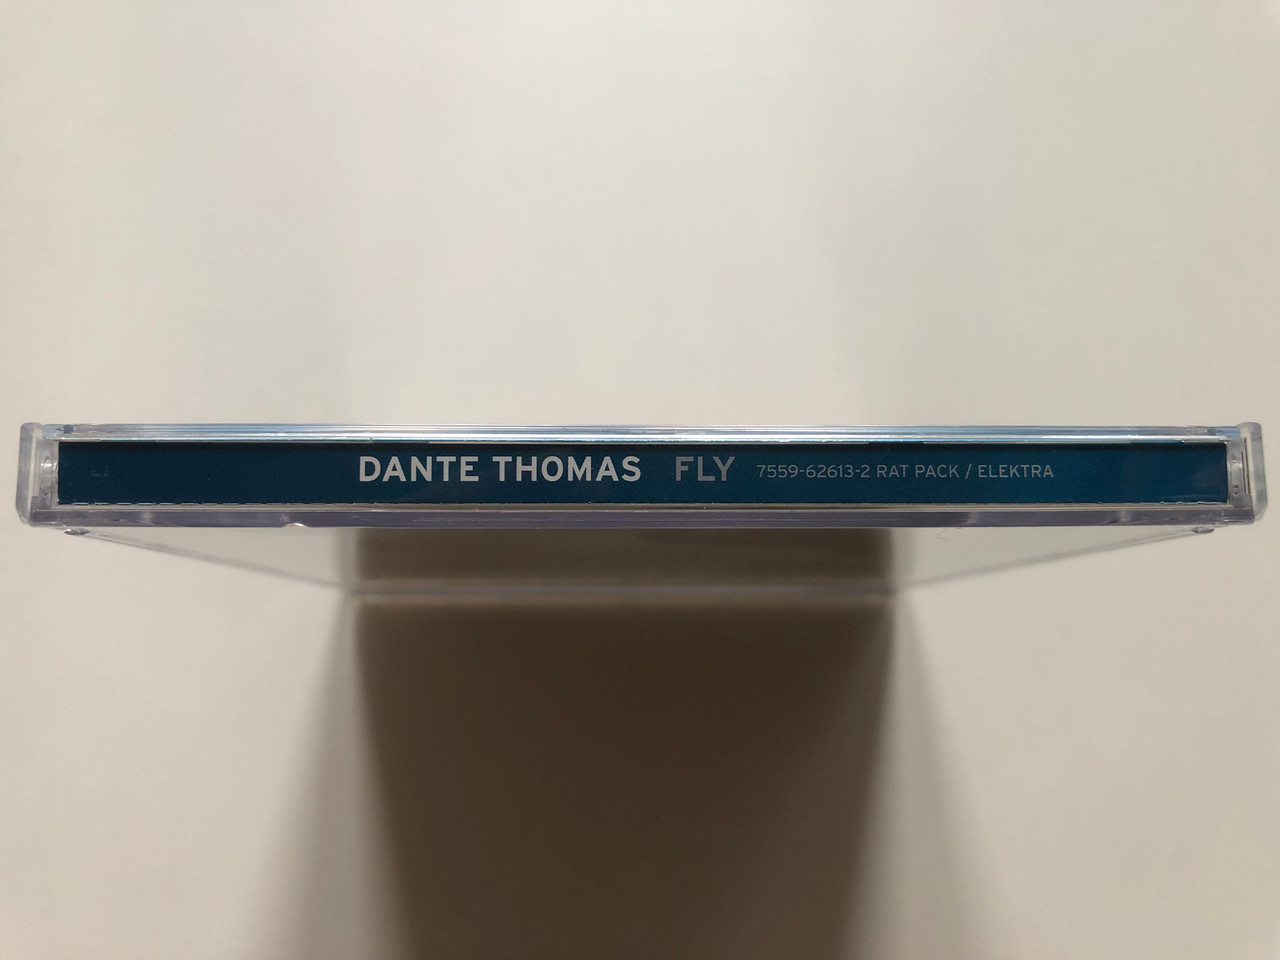 DANTE THOMAS FLY 7559-62613-2 RAT PACK / ELEKTRA